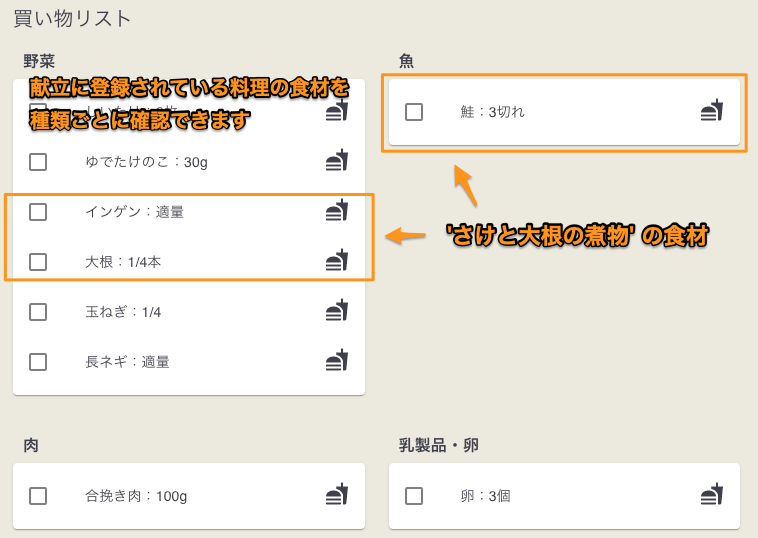 買い物リスト
野菜
献立に登録されている料理の食材を
種類ごとに確認できます
ゆでたけのこ：30g
インゲン：適量
大根：1/4本
玉ねぎ：1/4
長ネギ：適量
魚
鮭：3切れ
'さけと大根の煮物' の食材
肉
合挽き肉：100g
乳製品・卵
卵：3個